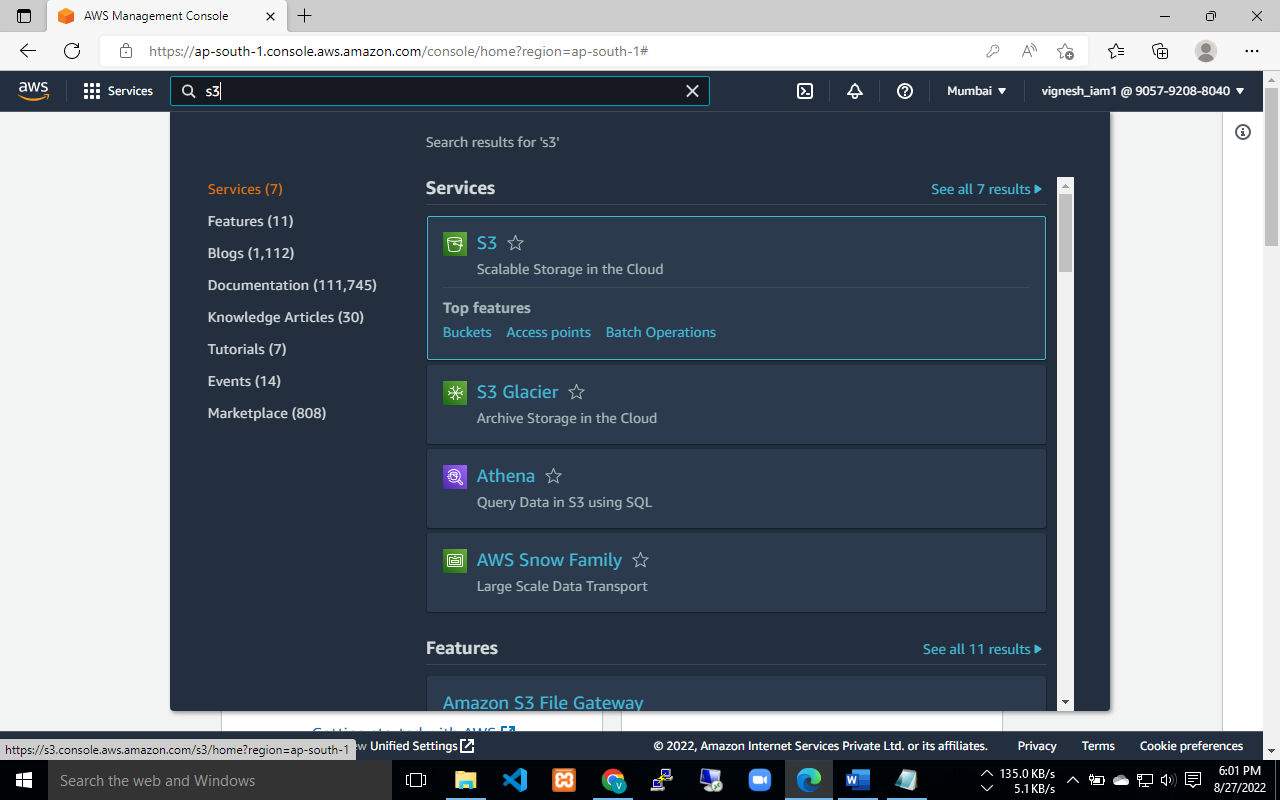 AWS Management Console
https://ap-south-1.console.aws.amazon.com/console/home?region=ap-south-1#
aws
Services
s3
Mumbai
vignesh_iam1 @ 9057-9208-8040
Search results for 's3'
Services (7)
Features (11)
Blogs (1,112)
Documentation (111,745)
Knowledge Articles (30)
Tutorials (7)
Events (14)
Marketplace (808)
Services
See all 7 results
S3
Scalable Storage in the Cloud
Top features
Buckets Access points Batch Operations
S3 Glacier
Archive Storage in the Cloud
Athena
Query Data in S3 using SQL
AWS Snow Family
Large Scale Data Transport
Features
See all 11 results
Amazon S3 File Gateway
Getting started with AWS
https://s3.console.aws.amazon.com/s3/home?region=ap-south-1
Unified Settings
© 2022, Amazon Internet Services Private Ltd. or its affiliates.
Privacy
Terms
Cookie preferences
Search the web and Windows
135.0 KB/s
5.1 KB/s
6:01 PM
8/27/2022